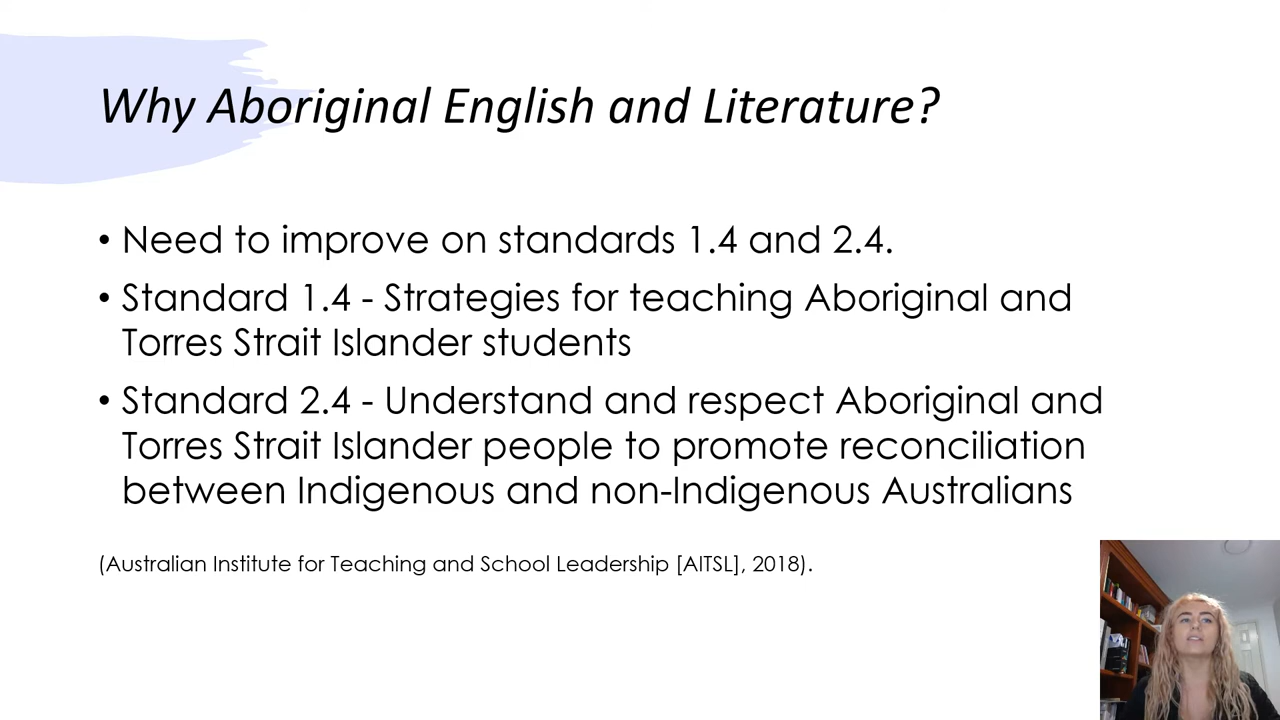 Why Aboriginal English and Literature?
• Need to improve on standards 1.4 and 2.4.
• Standard 1.4 - Strategies for teaching Aboriginal and
Torres Strait Islander students
• Standard 2.4 - Understand and respect Aboriginal and
Torres Strait Islander people to promote reconciliation
between Indigenous and non-Indigenous Australians
(Australian Institute for Teaching and School Leadership [AITSL], 2018).